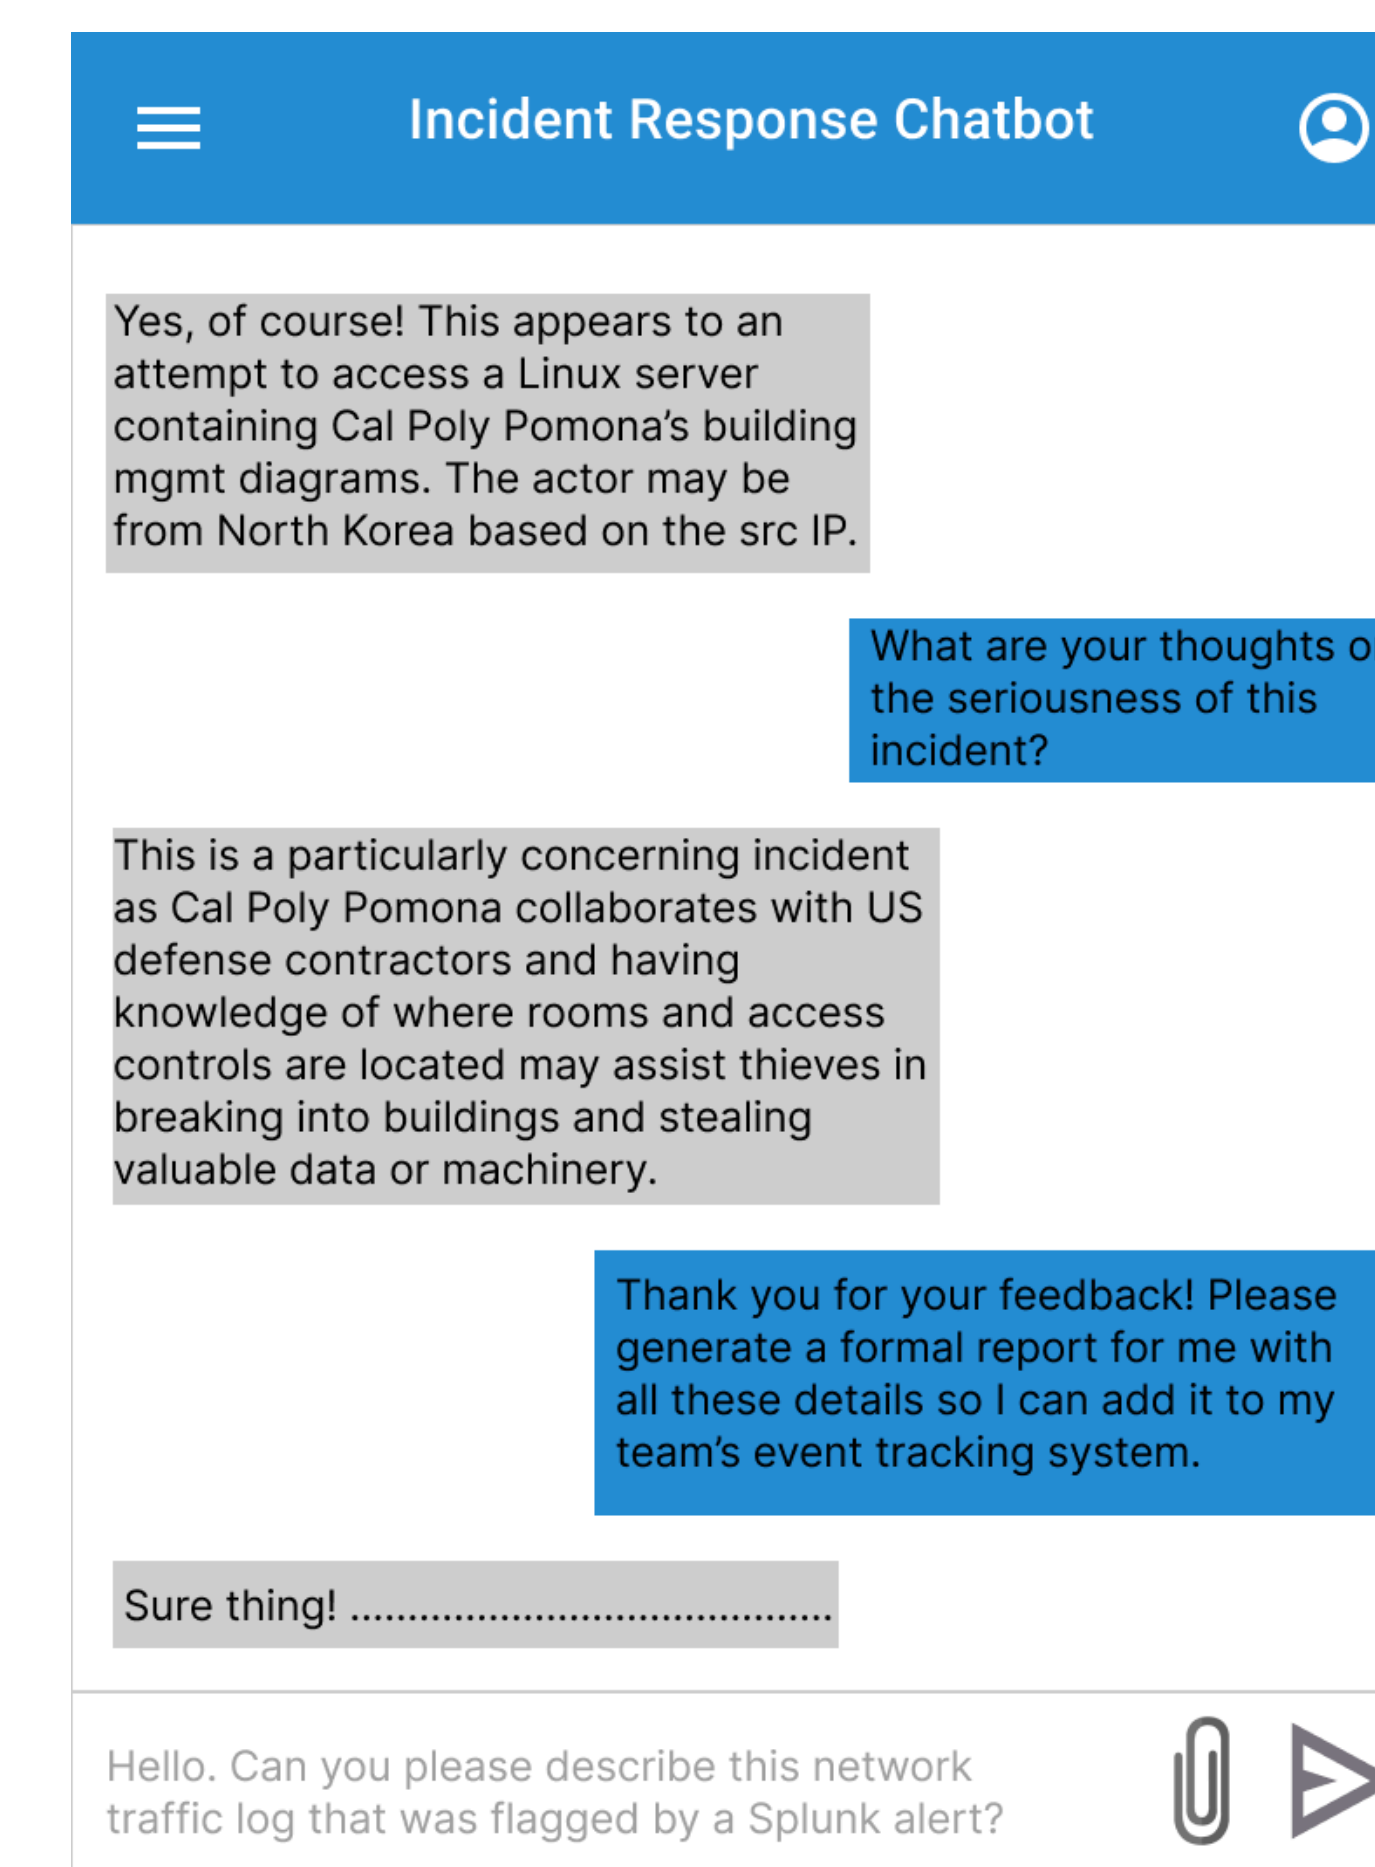 Incident Response Chatbot
Yes, of course! This appears to an
attempt to access a Linux server
containing Cal Poly Pomona’s building
mgmt diagrams. The actor may be
from North Korea based on the src IP.
What are your thoughts
the seriousness of this
incident?
This is a particularly concerning incident
as Cal Poly Pomona collaborates with US
defense contractors and having
knowledge of where rooms and access
controls are located may assist thieves in
breaking into buildings and stealing
valuable data or machinery.
Thank you for your feedback! Please
generate a formal report for me with
all these details so I can add it to my
team’s event tracking system.
Sure thing! ..........................................
Hello. Can you please describe this network
traffic log that was flagged by a Splunk alert?